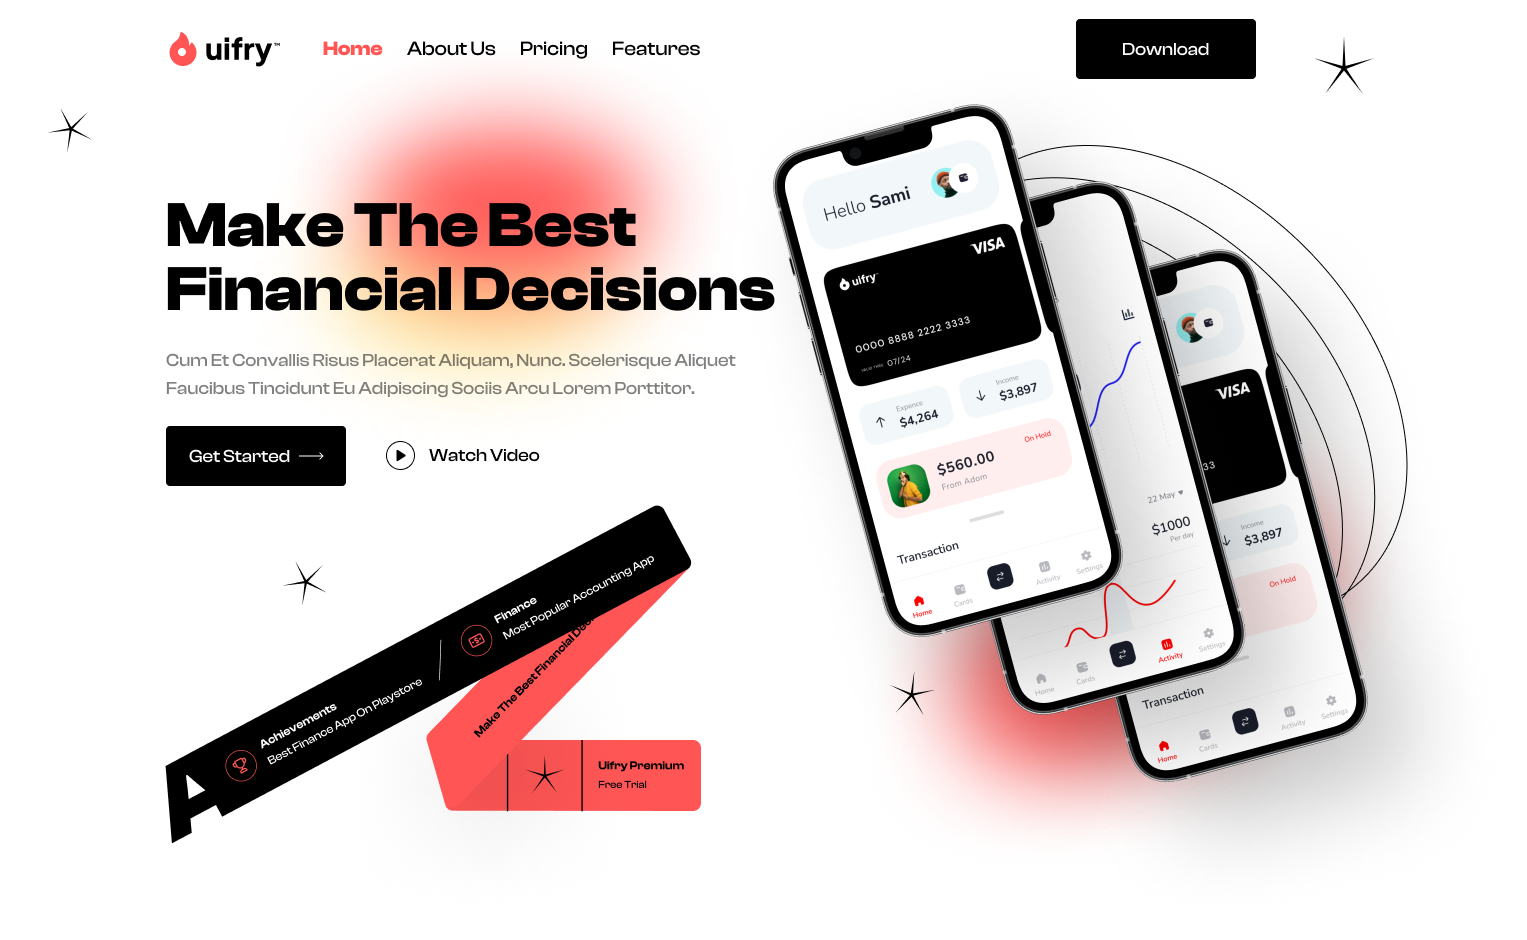 uifry™
Home
About Us
Pricing
Features
Download
Make The Best
Financial Decisions
Cum Et Convallis Risus Placerat Aliquam, Nunc. Scelerisque Aliquet
Faucibus Tincidunt Eu Adipiscing Sociis Arcu Lorem Porttitor.
Get Started
Watch Video
Achievements
Best Finance App On Playstore
Finance
Most Popular Accounting App
Make The Best Financial
Uifry Premium
Free Trial
Hello Sami
VISA
uifry
0000 8888 2222 3333
VALID THRU 07/24
Expence
$4,264
Income
$3,897
On Hold
$560.00
From Adom
Transaction
Home
Cards
Activity
Settings
22 May
$1000
Per day
Home
Cards
Activity
Settings
VISA
33
Income
$3,897
On Hold
Transaction
Home
Cards
Activity
Settings